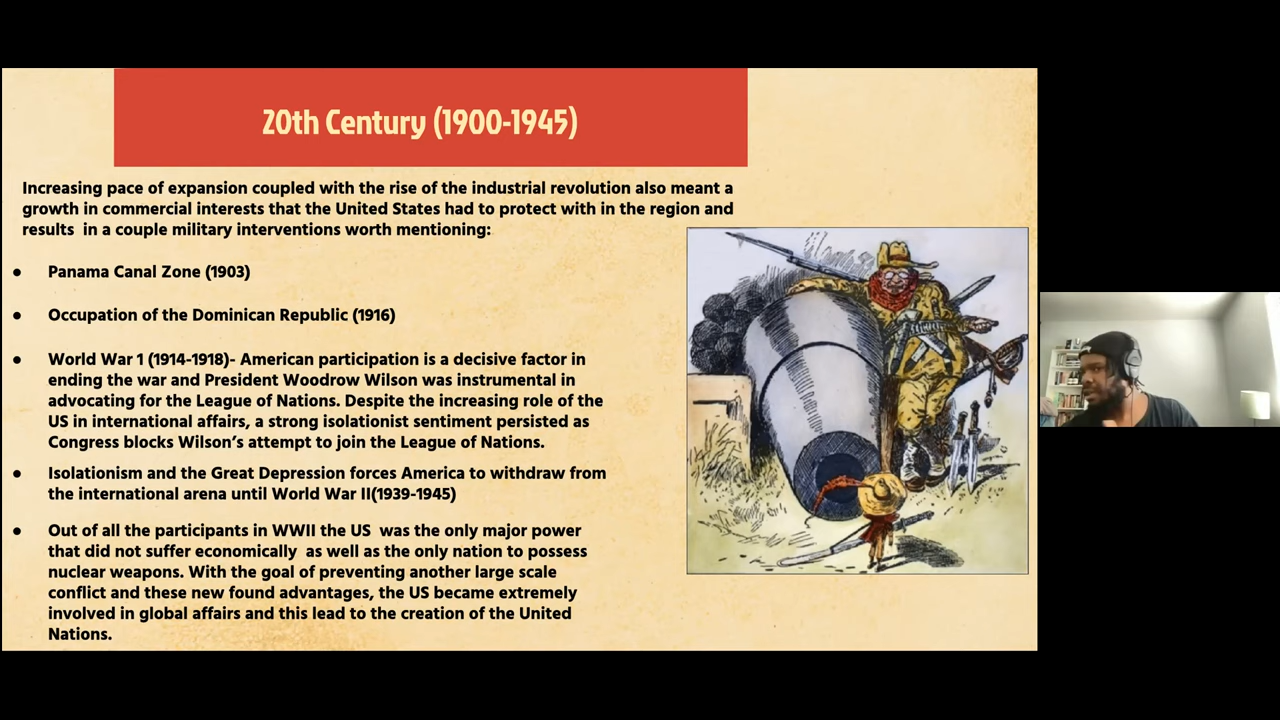 20th Century (1900-1945)
Increasing pace of expansion coupled with the rise of the industrial revolution also meant a
growth in commercial interests that the United States had to protect with in the region and
results  in a couple military interventions worth mentioning:
● Panama Canal Zone (1903)
● Occupation of the Dominican Republic (1916)
● World War 1 (1914-1918)- American participation is a decisive factor in
ending the war and President Woodrow Wilson was instrumental in
advocating for the League of Nations. Despite the increasing role of the
US in international affairs, a strong isolationist sentiment persisted as
Congress blocks Wilson's attempt to join the League of Nations.
● Isolationism and the Great Depression forces America to withdraw from
the international arena until World War II(1939-1945)
● Out of all the participants in WWII the US  was the only major power
that did not suffer economically  as well as the only nation to possess
nuclear weapons. With the goal of preventing another large scale
conflict and these new found advantages, the US became extremely
involved in global affairs and this lead to the creation of the United
Nations.